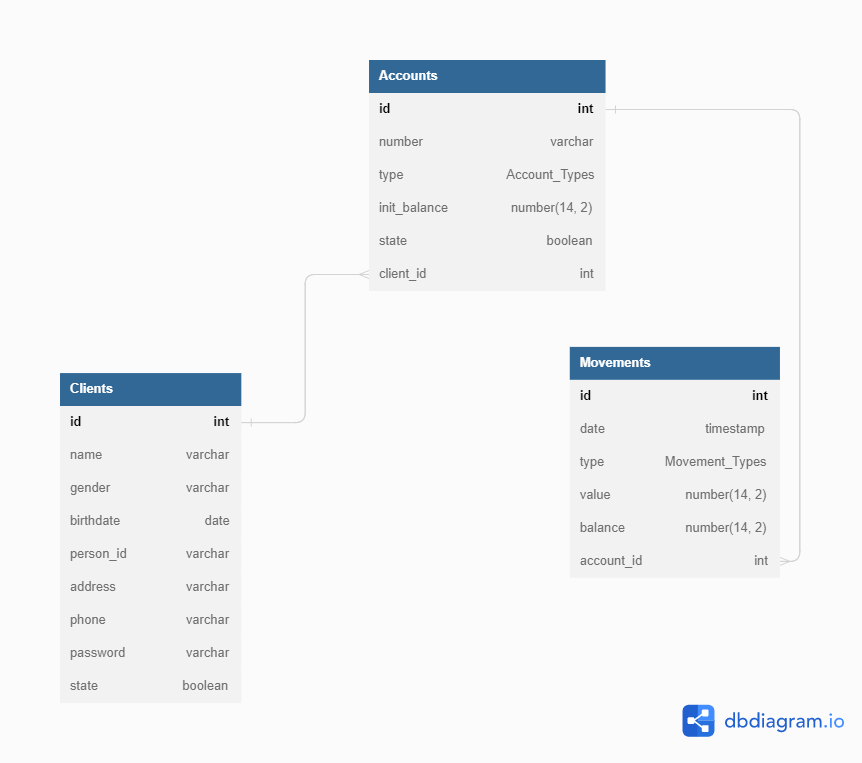 Accounts
id int
number varchar
type Account_Types
init_balance number(14, 2)
state boolean
client_id int
Movements
id int
date timestamp
type Movement_Types
value number(14, 2)
balance number(14, 2)
account_id int
Clients
id int
name varchar
gender varchar
birthdate date
person_id varchar
address varchar
phone varchar
password varchar
state boolean
dbdiagram.io